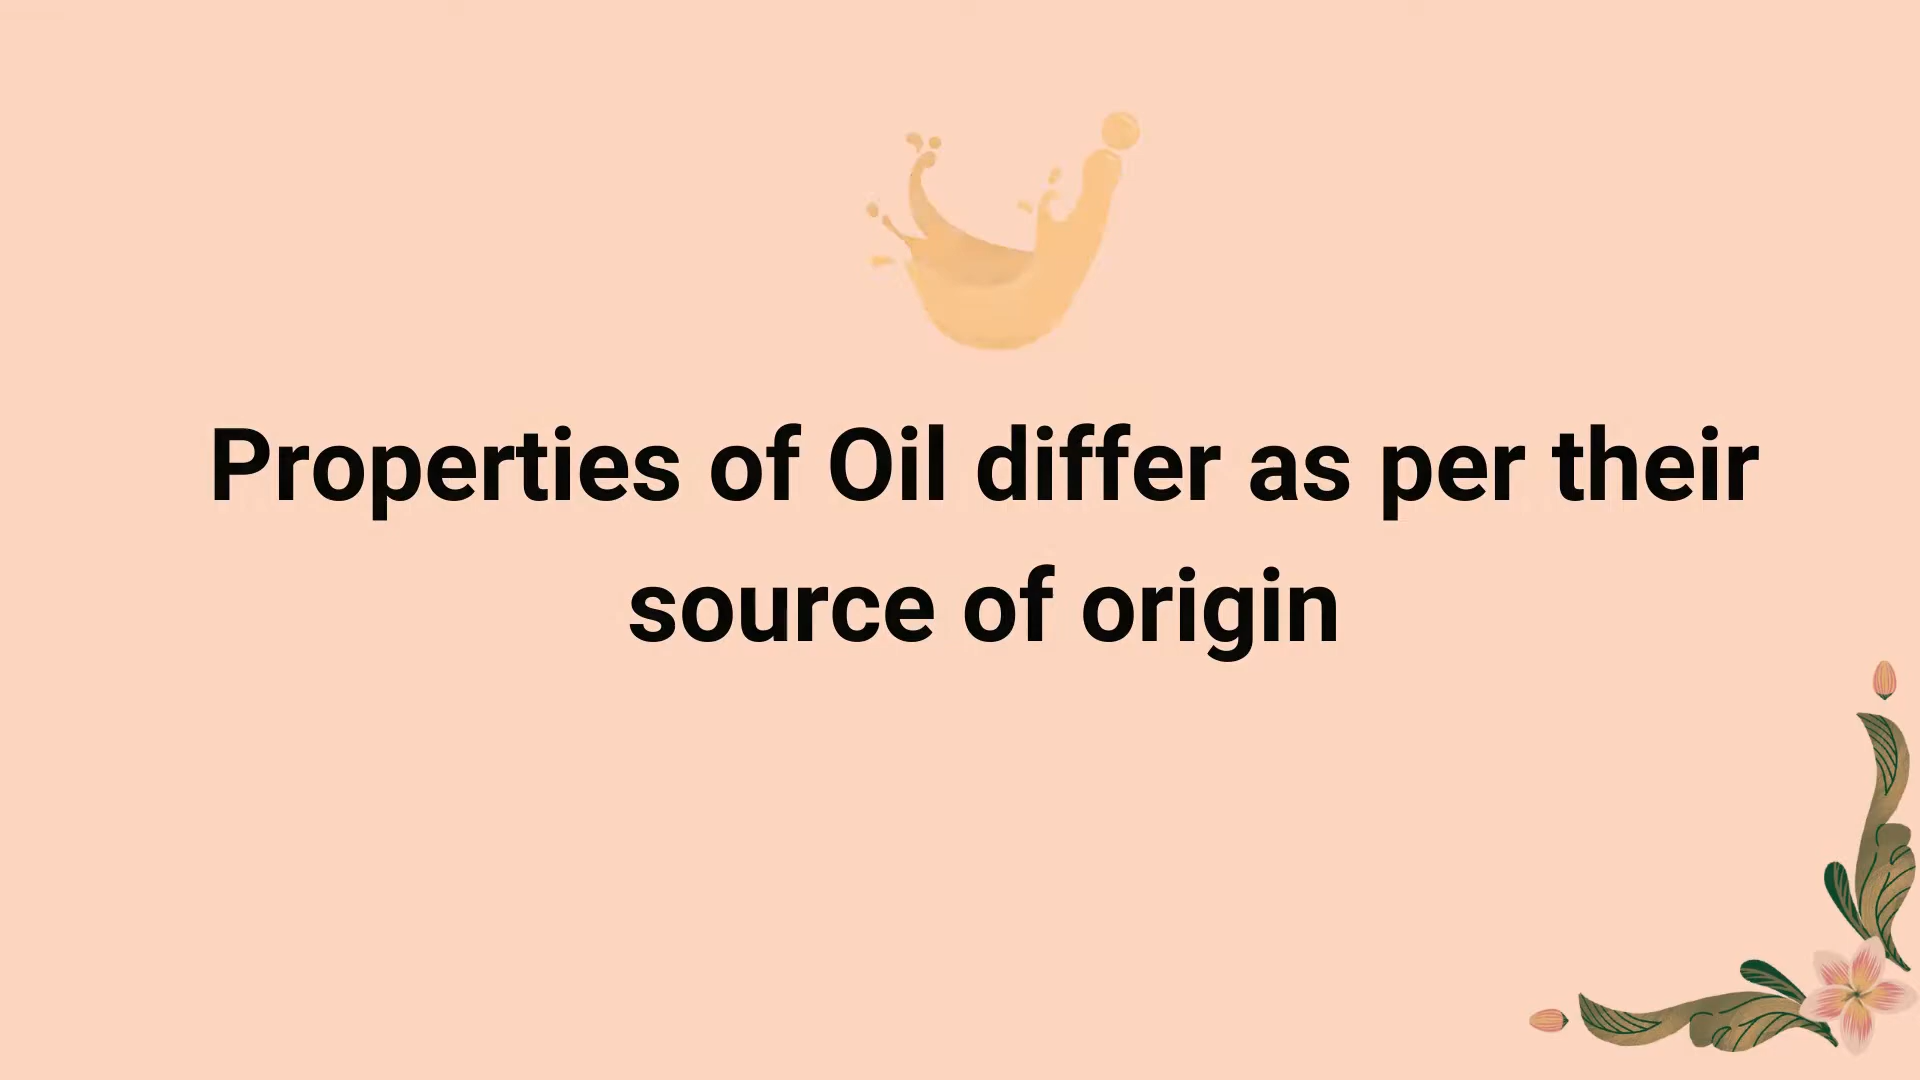 Properties of Oil differ as per their
source of origin